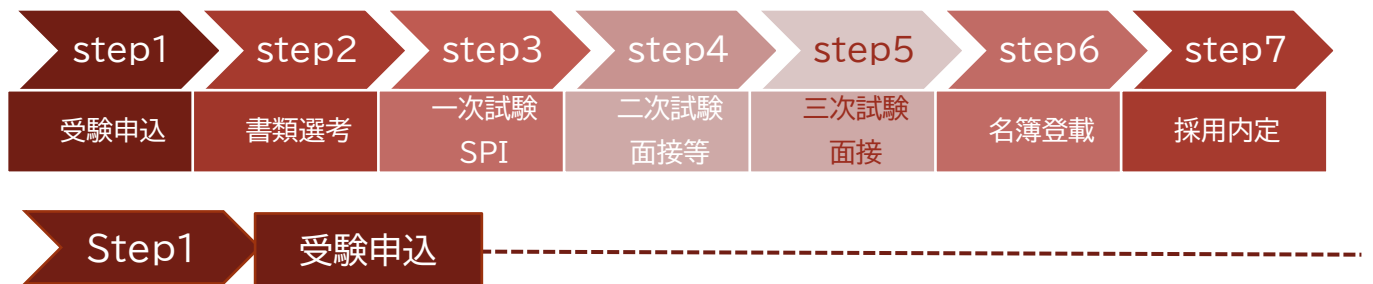 step1 step2 step3 step4 step5 step6 step7
受験申込 書類選考 一次試験 SPI 二次試験 面接等 三次試験 面接 名簿登載 採用内定
Step1 受験申込